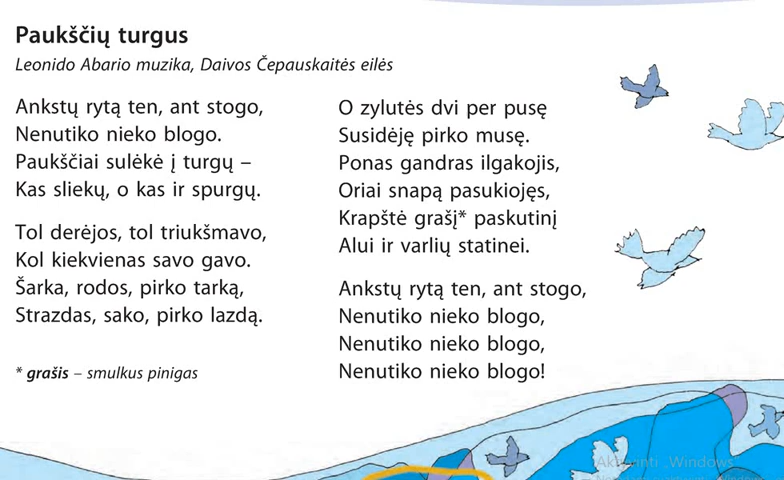 Paukščių turgus
Leonido Abario muzika, Daivos Čepauskaitės eilės
Ankstų rytą ten, ant stogo,
Nenutiko nieko blogo.
Paukščiai sulėkė į turgų –
Kas sliekų, o kas ir spurgų.
Tol derėjos, tol triukšmavo,
Kol kiekvienas savo gavo.
Šarka, rodos, pirko tarką,
Strazdas, sako, pirko lazdą.
* grašis – smulkus pinigas
O zylutės dvi per pusę
Susidėję pirko musę.
Ponas gandras ilgakojis,
Oriai snapą pasukiojęs,
Krapštė grašį* paskutinį
Alui ir varlių statinei.
Ankstų rytą ten, ant stogo,
Nenutiko nieko blogo,
Nenutiko nieko blogo,
Nenutiko nieko blogo!
Windows